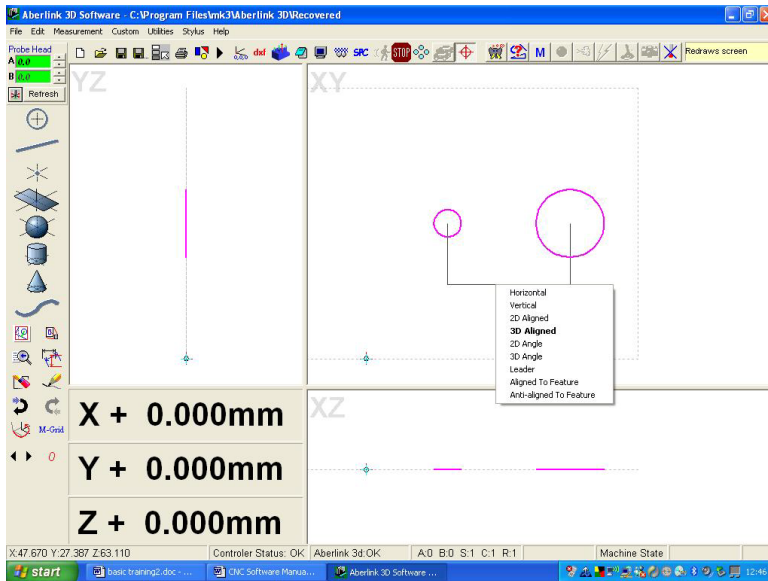 Aberlink 3D Software - C:\Program Files\mk3\Aberlink 3D\Recovered
File Edit Measurement Custom Utilities Stylus Help
Probe Head
A 0.0
B 0.0
Refresh
dxf
SPC
STOP
M
Redraws screen
YZ
XY
Horizontal
Vertical
2D Aligned
3D Aligned
2D Angle
3D Angle
Leader
Aligned To Feature
Anti-aligned To Feature
M-Grid
0
X + 0.000mm
Y + 0.000mm
Z + 0.000mm
XZ
X:47.670 Y:27.387 Z:63.110 Controler Status: OK Aberlink 3d:OK A:0 B:0 S:1 C:1 R:1 Machine State
start basic training2.doc - ... CNC Software Manua... Aberlink 3D Software ... 12:46